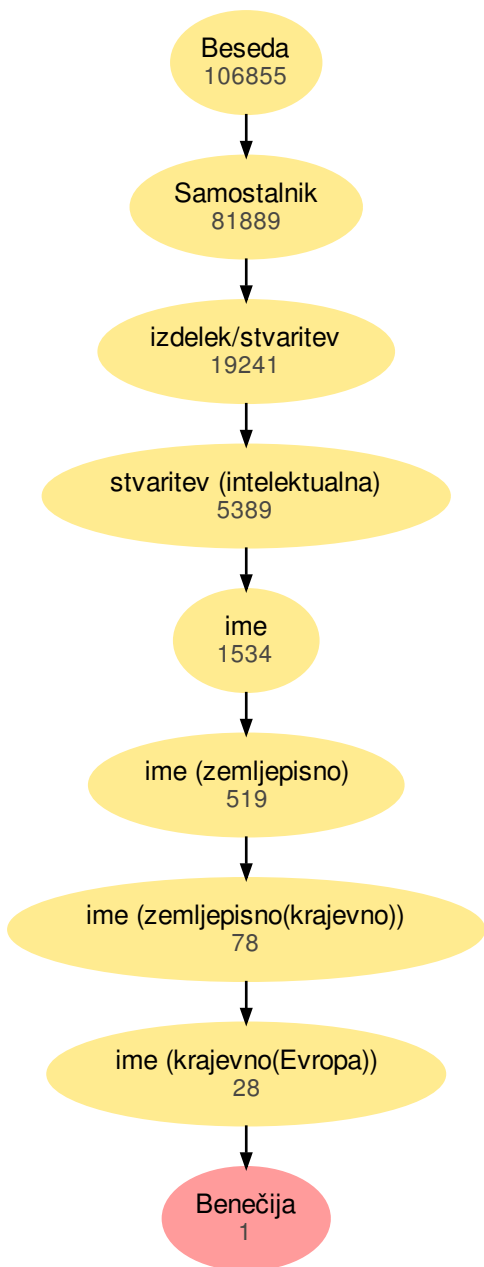 Beseda
106855
Samostalnik
81889
izdelek/stvaritev
19241
stvaritev (intelektualna)
5389
ime
1534
ime (zemljepisno)
519
ime (zemljepisno(krajevno))
78
ime (krajevno(Evropa))
28
Benečija
1